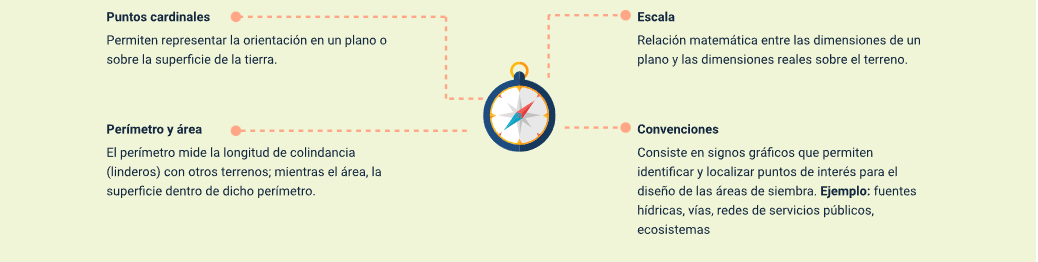 Puntos cardinales
Permiten representar la orientación en un plano o
sobre la superficie de la tierra.
Perímetro y área
El perímetro mide la longitud de colindancia
(linderos) con otros terrenos; mientras el área, la
superficie dentro de dicho perímetro.
Escala
Relación matemática entre las dimensiones de un
plano y las dimensiones reales sobre el terreno.
Convenciones
Consiste en signos gráficos que permiten
identificar y localizar puntos de interés para el
diseño de las áreas de siembra. Ejemplo: fuentes
hídricas, vías, redes de servicios públicos,
ecosistemas